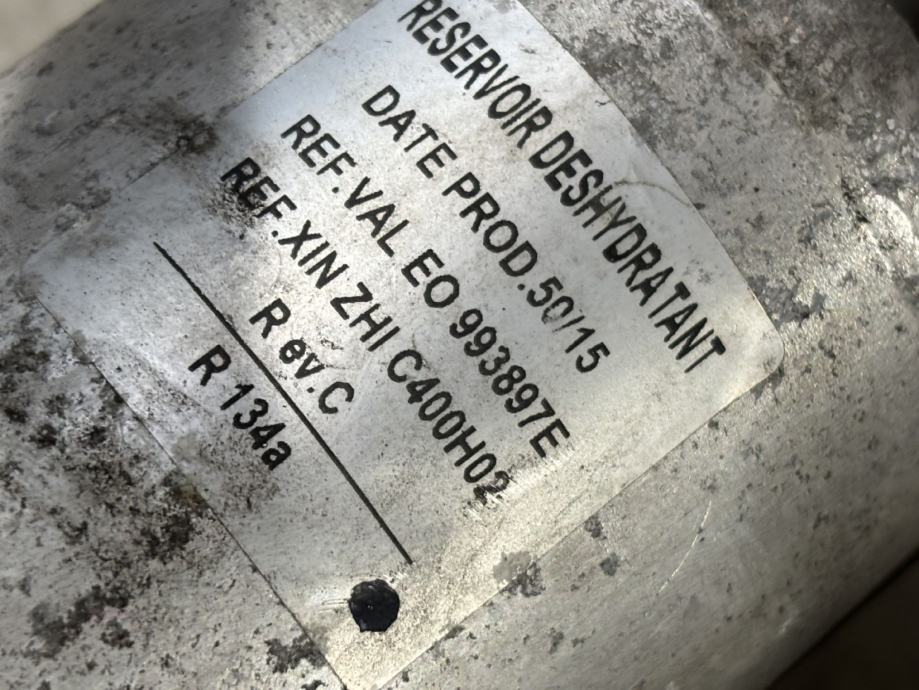 RESERVOIR DESHYDRATANT
DATE PROD.50/15
REF.VAL EO 993897E
REF.XIN ZHI C400H02
R ev.C
R 134a